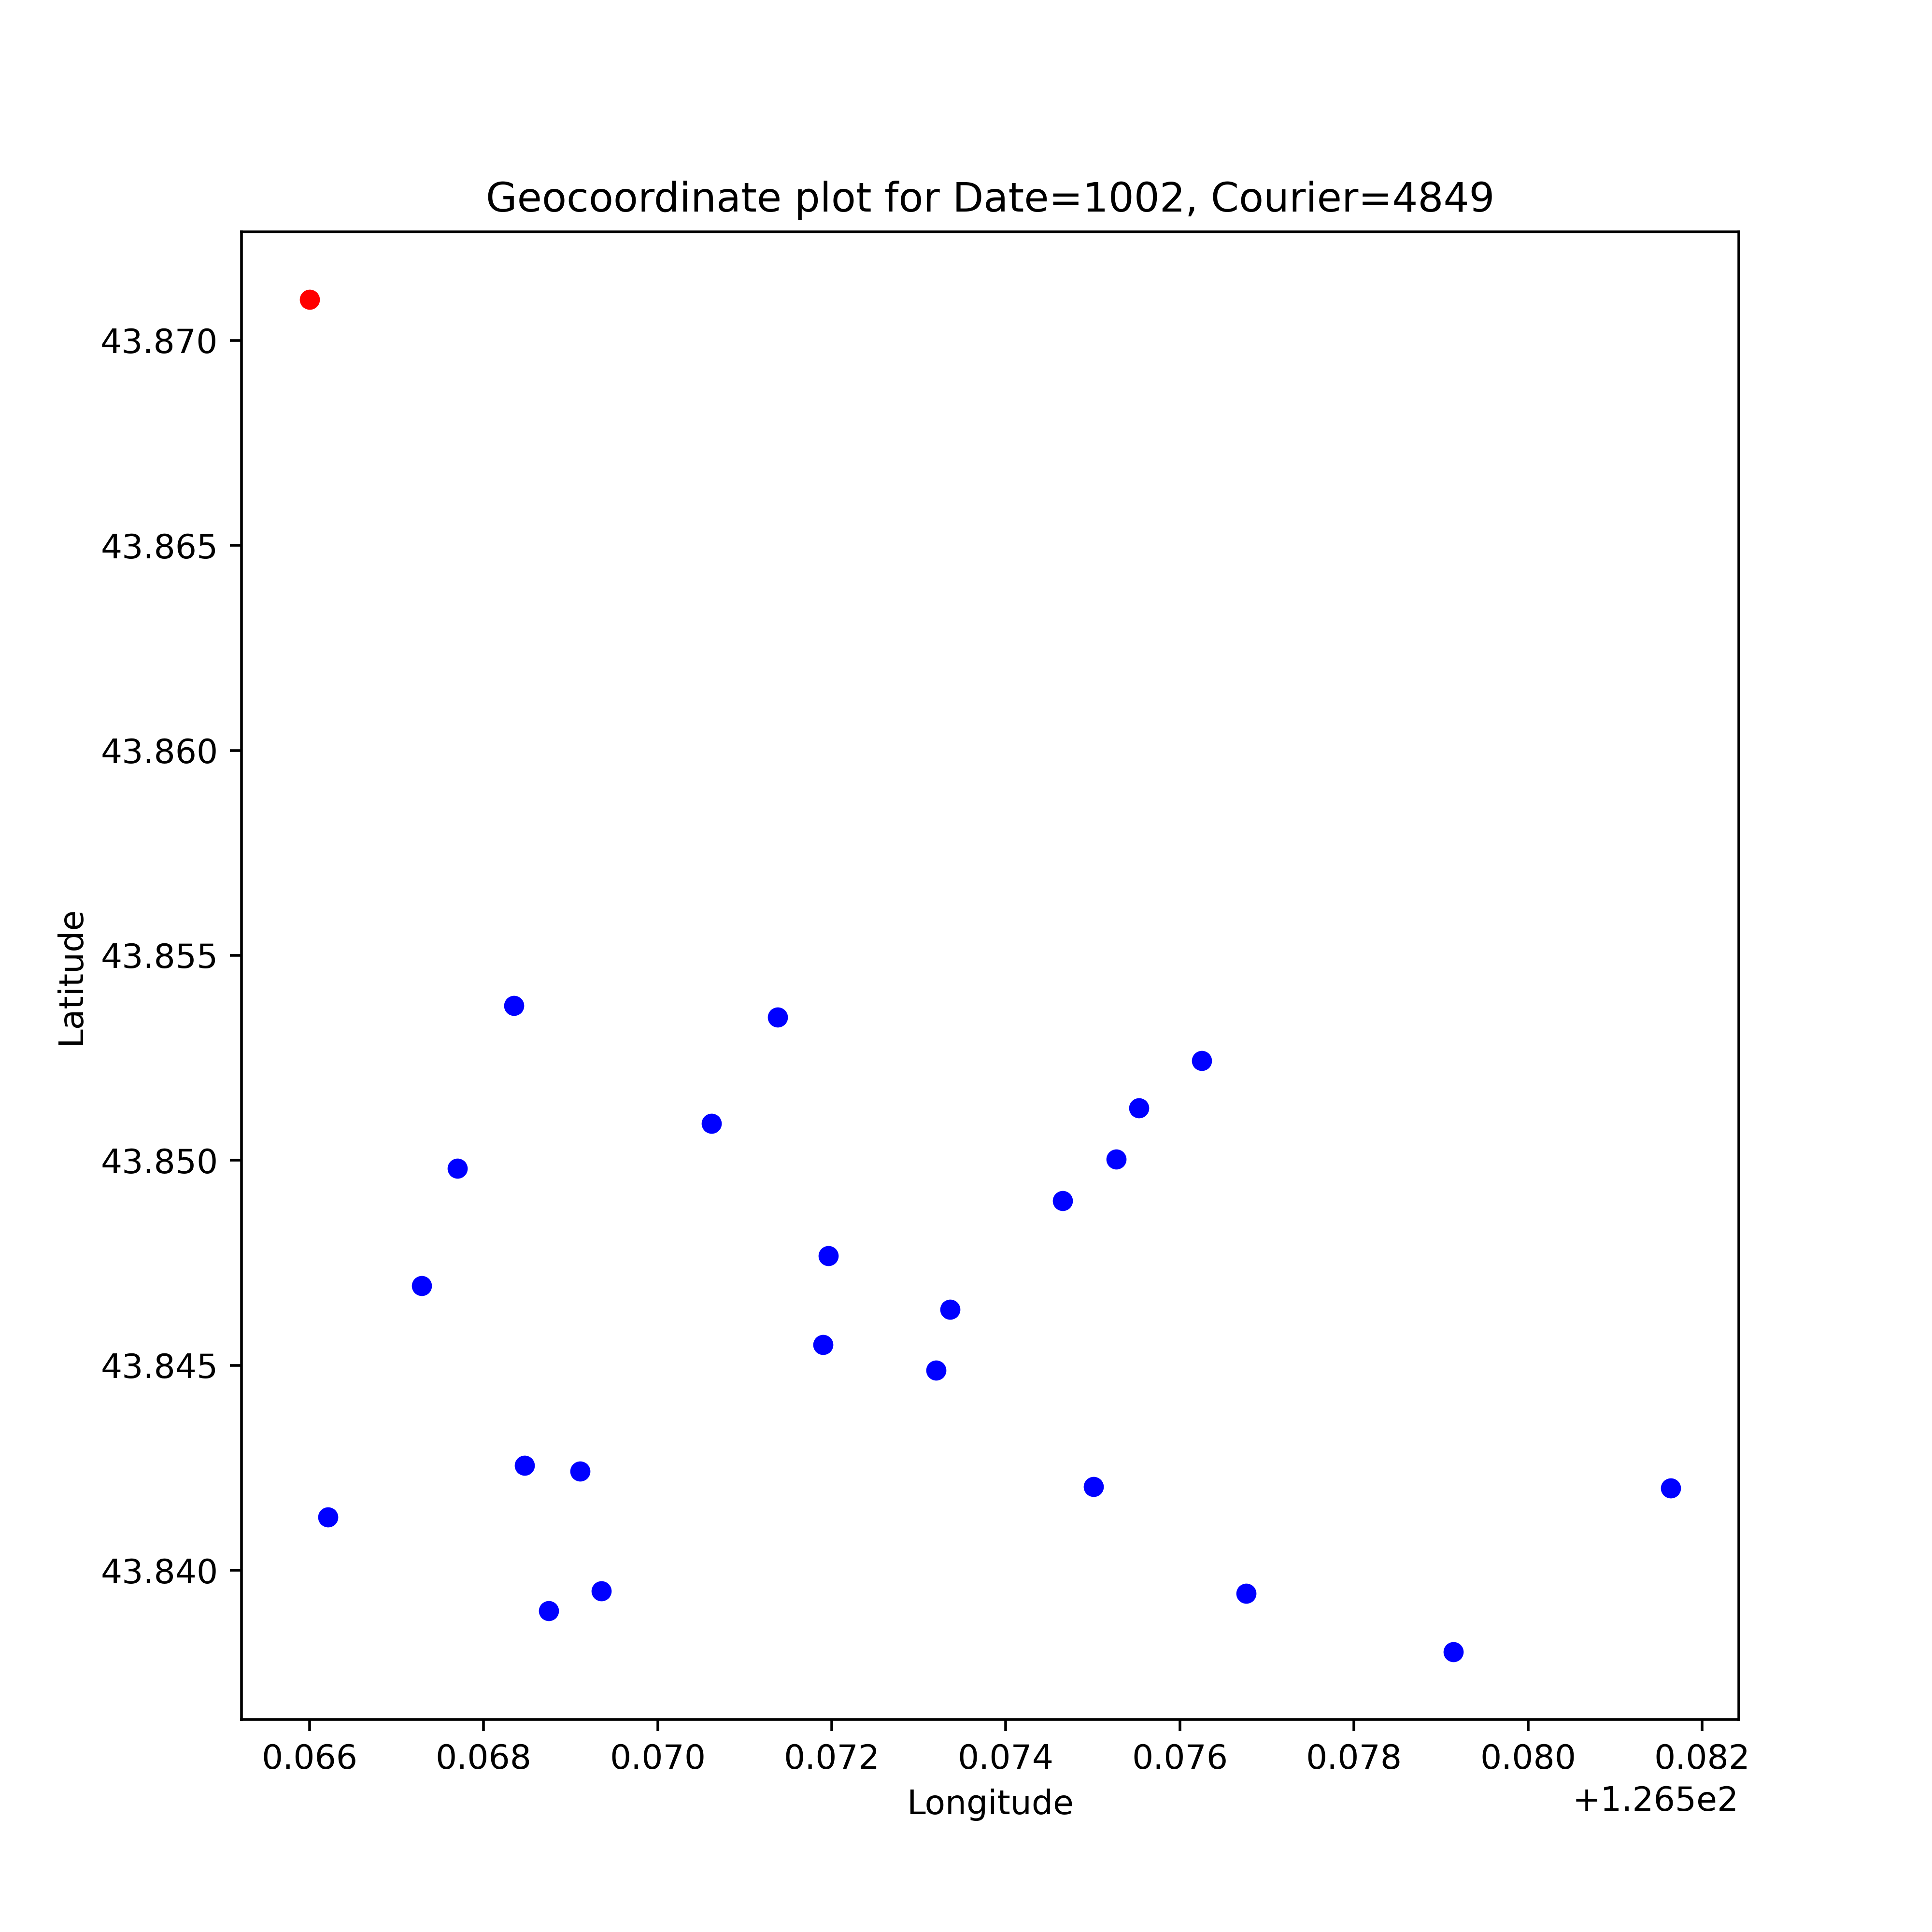 Geocoordinate plot for Date=1002, Courier=4849
43.870
43.865
43.860
43.855
43.850
43.845
43.840
Latitude
0.066 0.068 0.070 0.072 0.074 0.076 0.078 0.080 0.082
+1.265e2
Longitude